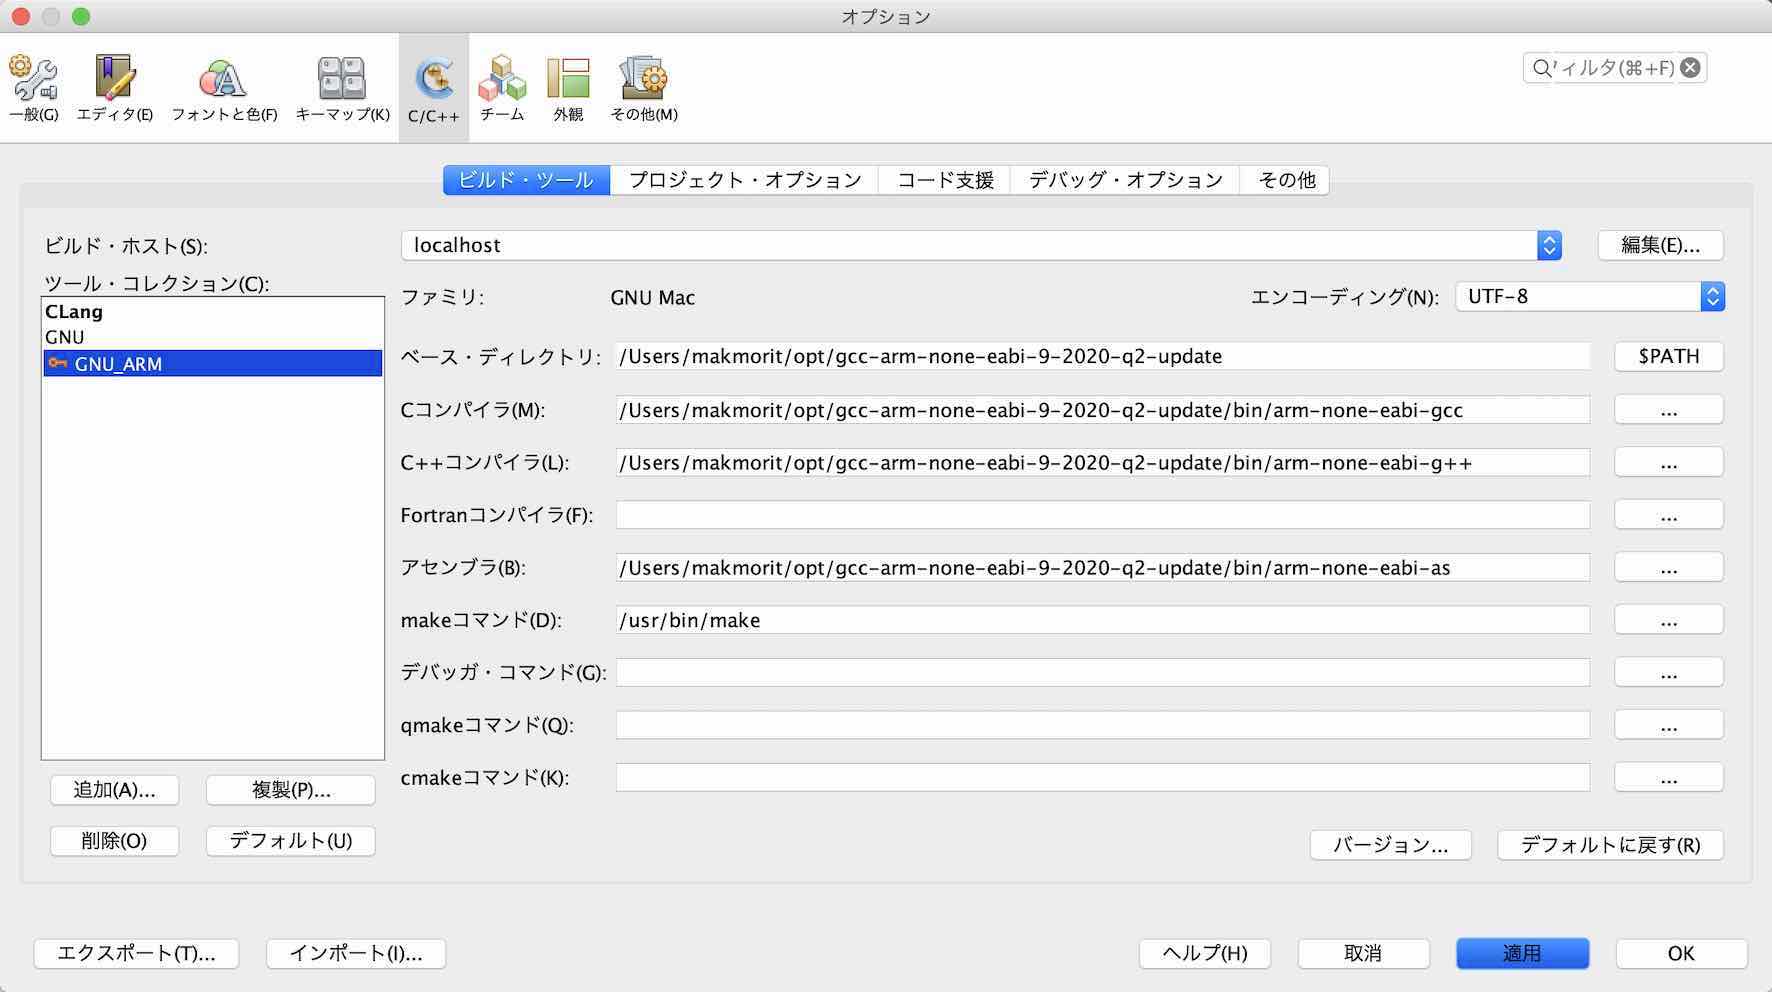 オプション
一般(G) エディタ(E) フォントと色(F) キーマップ(K) C/C++ チーム 外観 その他(M)
ィルタ(⌘+F)
ビルド・ツール プロジェクト・オプション コード支援 デバッグ・オプション その他
ビルド・ホスト(S): localhost 編集(E)...
ツール・コレクション(C):
CLang
GNU
GNU_ARM
ファミリ: GNU Mac エンコーディング(N): UTF-8
ベース・ディレクトリ: /Users/makmorit/opt/gcc-arm-none-eabi-9-2020-q2-update $PATH
Cコンパイラ(M): /Users/makmorit/opt/gcc-arm-none-eabi-9-2020-q2-update/bin/arm-none-eabi-gcc ...
C++コンパイラ(L): /Users/makmorit/opt/gcc-arm-none-eabi-9-2020-q2-update/bin/arm-none-eabi-g++ ...
Fortranコンパイラ(F): ...
アセンブラ(B): /Users/makmorit/opt/gcc-arm-none-eabi-9-2020-q2-update/bin/arm-none-eabi-as ...
makeコマンド(D): /usr/bin/make ...
デバッガ・コマンド(G): ...
qmakeコマンド(Q): ...
cmakeコマンド(K): ...
追加(A)... 複製(P)...
削除(O) デフォルト(U)
バージョン... デフォルトに戻す(R)
エクスポート(T)... インポート(I)... ヘルプ(H) 取消 適用 OK